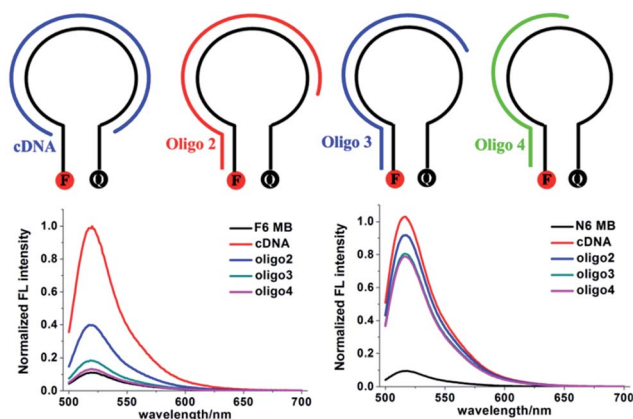 cDNA
F Q
Oligo 2
F Q
Oligo 3
F Q
Oligo 4
F Q
Normalized FL intensity
1.0
0.8
0.6
0.4
0.2
0.0
500 550 600 650 700
wavelength/nm
F6 MB
cDNA
oligo2
oligo3
oligo4
Normalized FL intensity
1.0
0.8
0.6
0.4
0.2
0.0
500 550 600 650 700
wavelength/nm
N6 MB
cDNA
oligo2
oligo3
oligo4